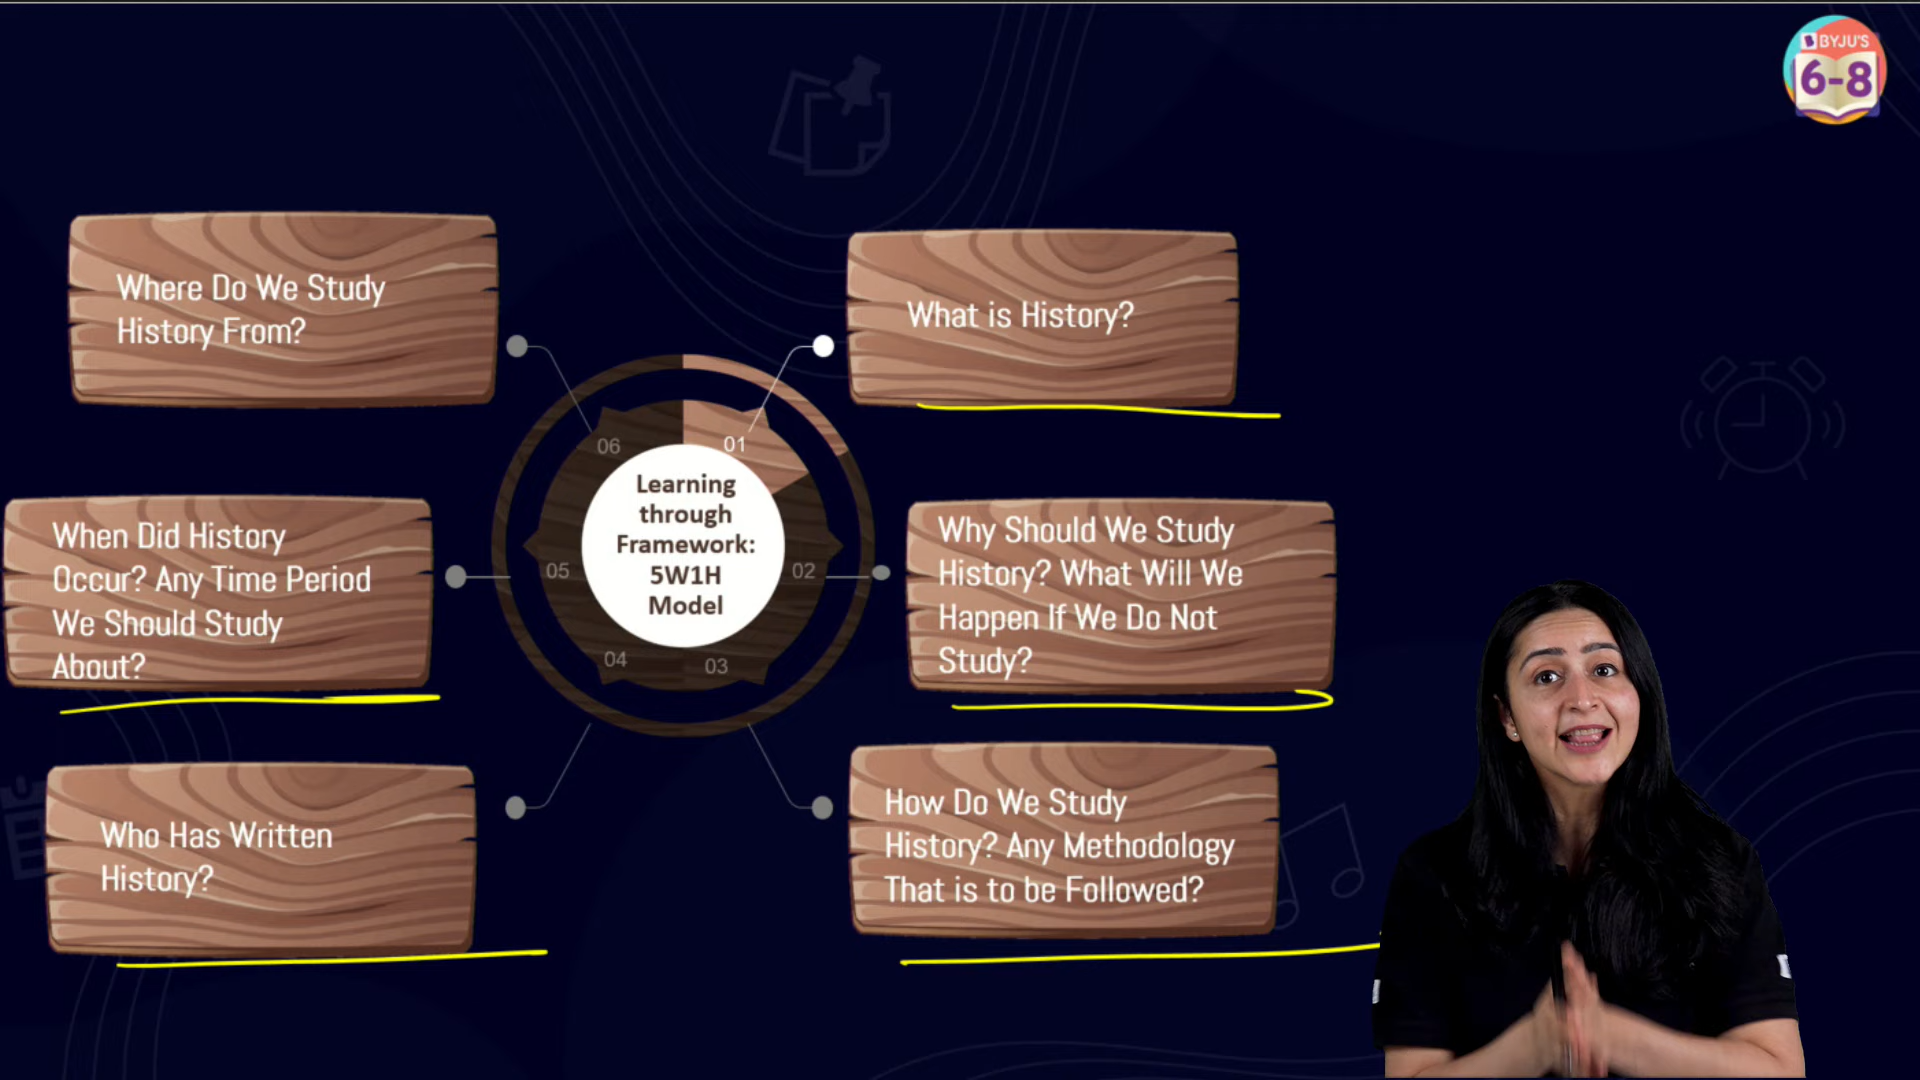 BYJU'S
6-8
Where Do We Study
History From?
What is History?
06
01
Learning
through
Framework:
5W1H
Model
When Did History
Occur? Any Time Period
We Should Study
About?
05
02
Why Should We Study
History? What Will We
Happen If We Do Not
Study?
04
03
Who Has Written
History?
How Do We Study
History? Any Methodology
That is to be Followed?